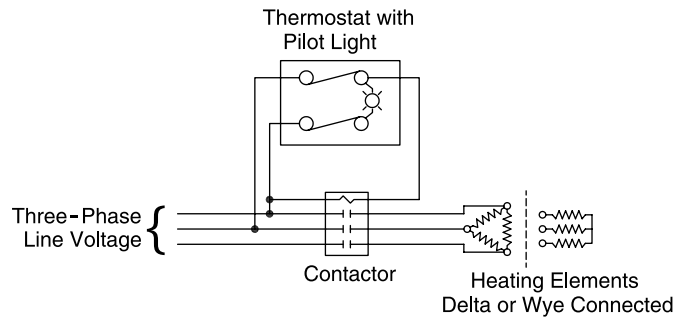 Thermostat with
Pilot Light
Three-Phase
Line Voltage
Contactor
Heating Elements
Delta or Wye Connected